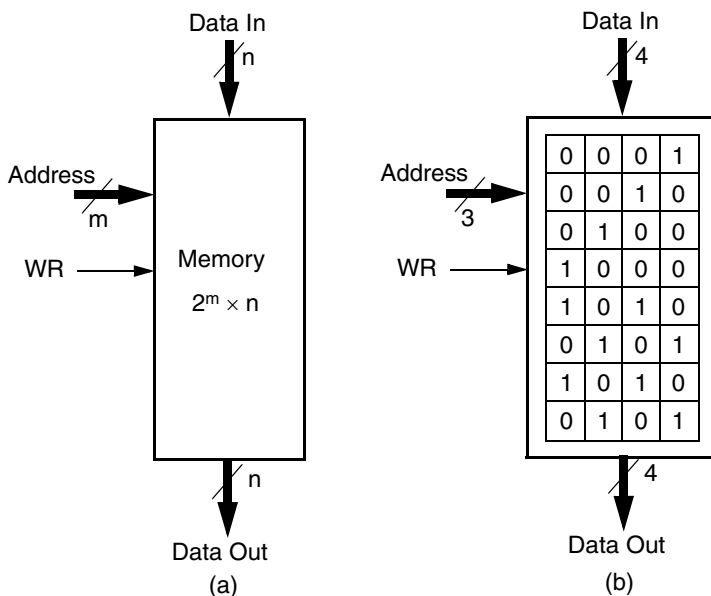 Data In
n
Address
m
WR
Memory
2ᵐ × n
n
Data Out
(a)
Data In
4
Address
3
WR
0 0 0 1
0 0 1 0
0 1 0 0
1 0 0 0
1 0 1 0
0 1 0 1
1 0 1 0
0 1 0 1
4
Data Out
(b)